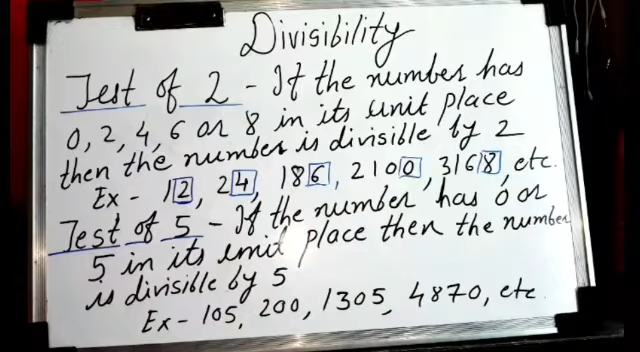 Divisibility
Test of 2 - If the number has
0, 2, 4, 6 or 8 in its unit place
then the number is divisible by 2
Ex - 12, 24, 186, 2100, 3168, etc.
Test of 5 - If the number has 0 or
5 in its unit place then the number
is divisible by 5
Ex - 105, 200, 1305, 4870, etc